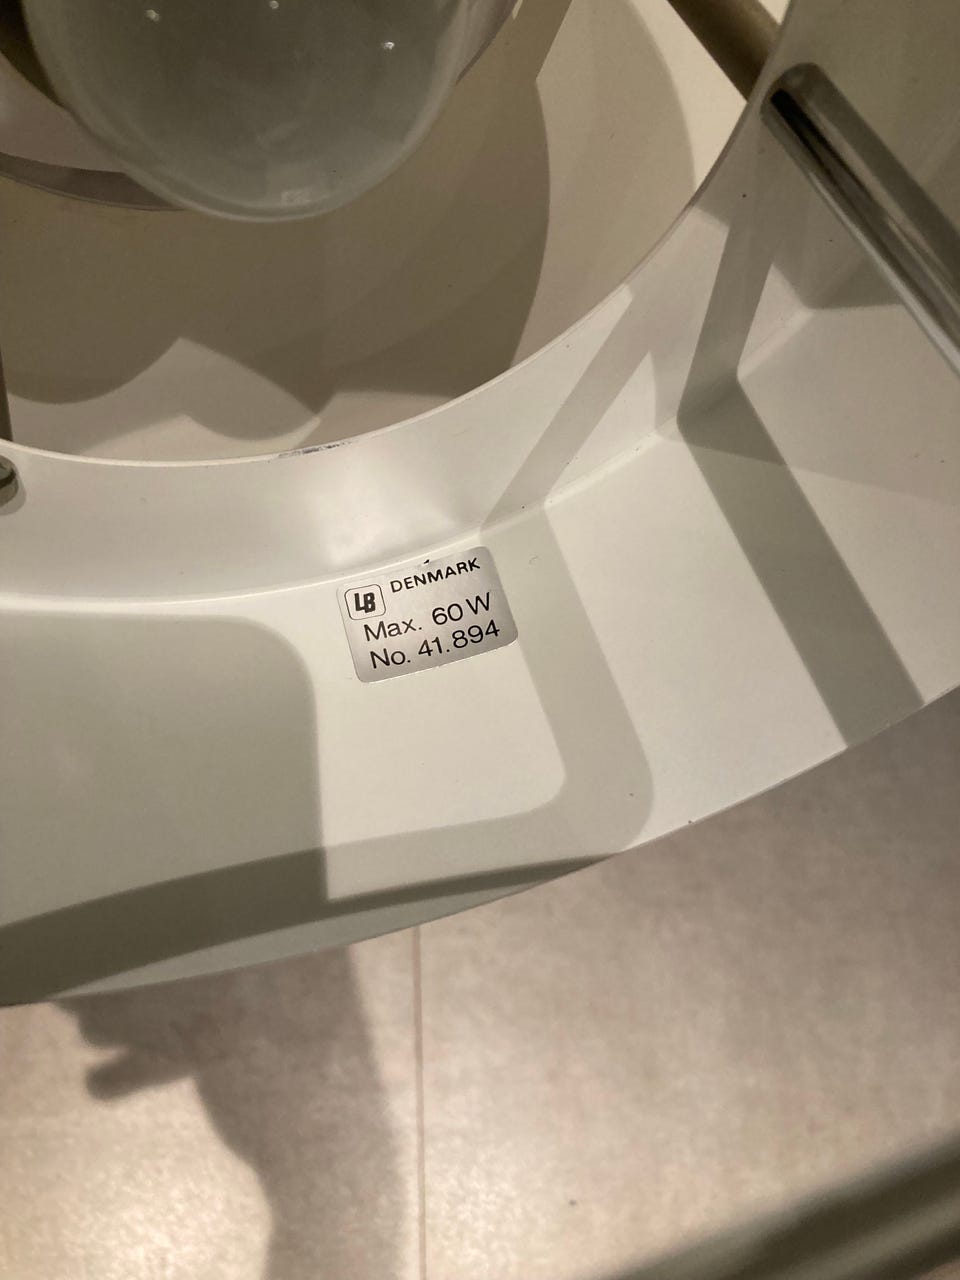 LB DENMARK
Max. 60 W
No. 41.894